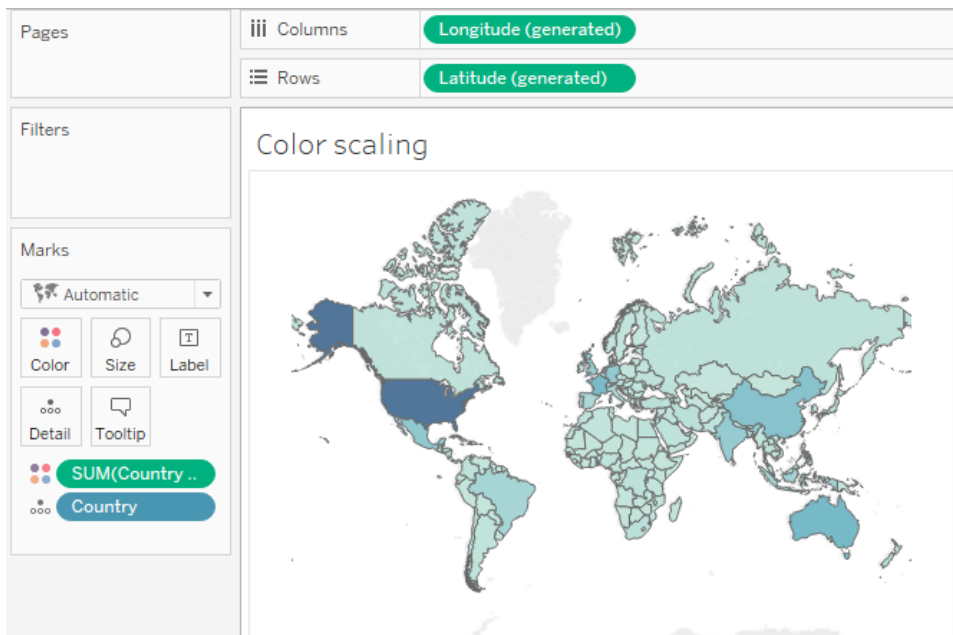 Pages
Columns
Longitude (generated)
Rows
Latitude (generated)
Filters
Color scaling
Marks
Automatic
Color
Size
T
Label
Detail
Tooltip
SUM(Country ..
Country